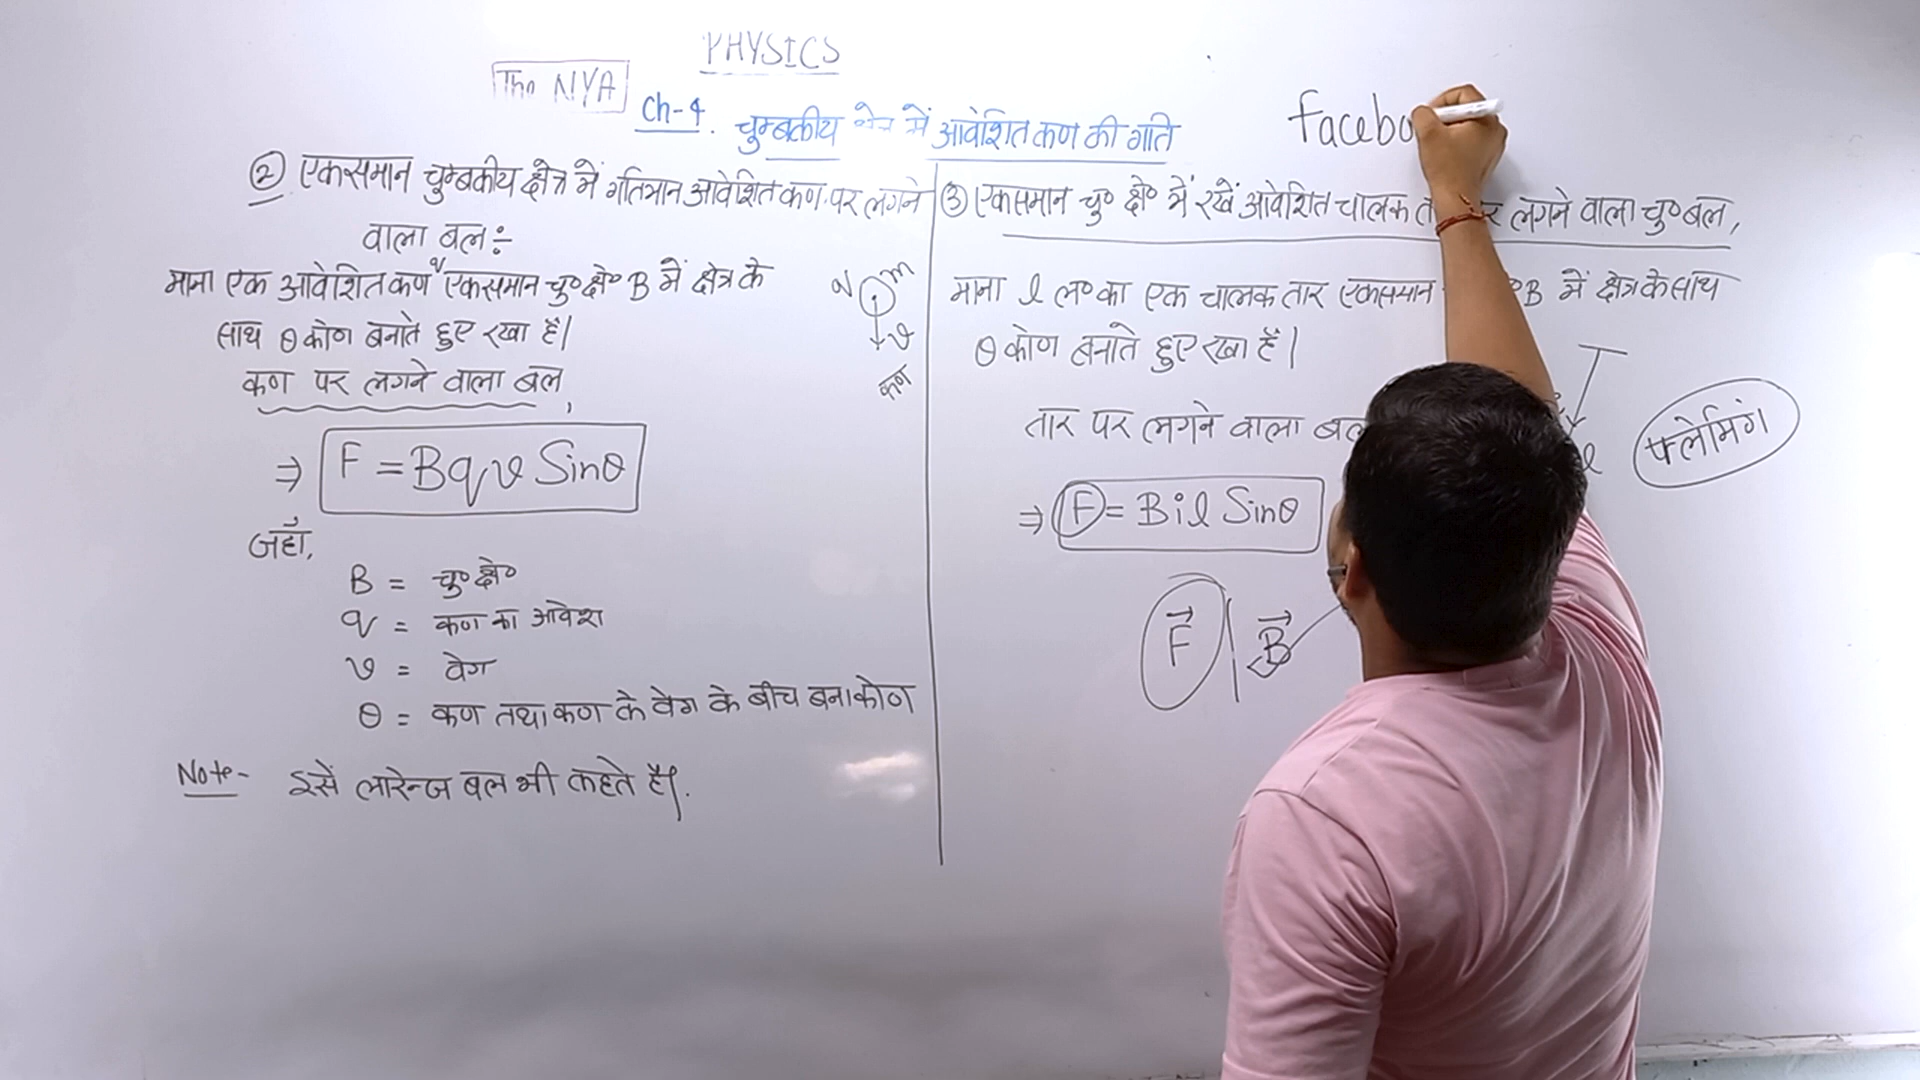 PHYSICS
The NYA
Ch-4. चुम्बकीय क्षेत्र में आवेशित कण की गति
facebo
② एकसमान चुम्बकीय क्षेत्र में गतिमान आवेशित कण पर लगने
वाला बल÷
माना एक आवेशित कण q एकसमान चु० क्षे० B में क्षेत्र के
साथ θ कोण बनाते हुए रखा है।
कण पर लगने वाला बल,
⇒ F = Bqv Sinθ
जहाँ,
B = चु० क्षे०
q = कण का आवेश
v = वेग
θ = कण तथा कण के वेग के बीच बना कोण
Note- इसें लारेन्ज बल भी कहते हैं।
m
v
कण
③ एकसमान चु० क्षे० में रखें आवेशित चालक लगने वाला चु० बल,
माना l ल० का एक चालक तार एकसमान B में क्षेत्र के साथ
θ कोण बनाते हुए रखा हैं।
तार पर लगने वाला बल
⇒ F = Bil Sinθ
F⃗ B⃗
l
फ्लेमिंग